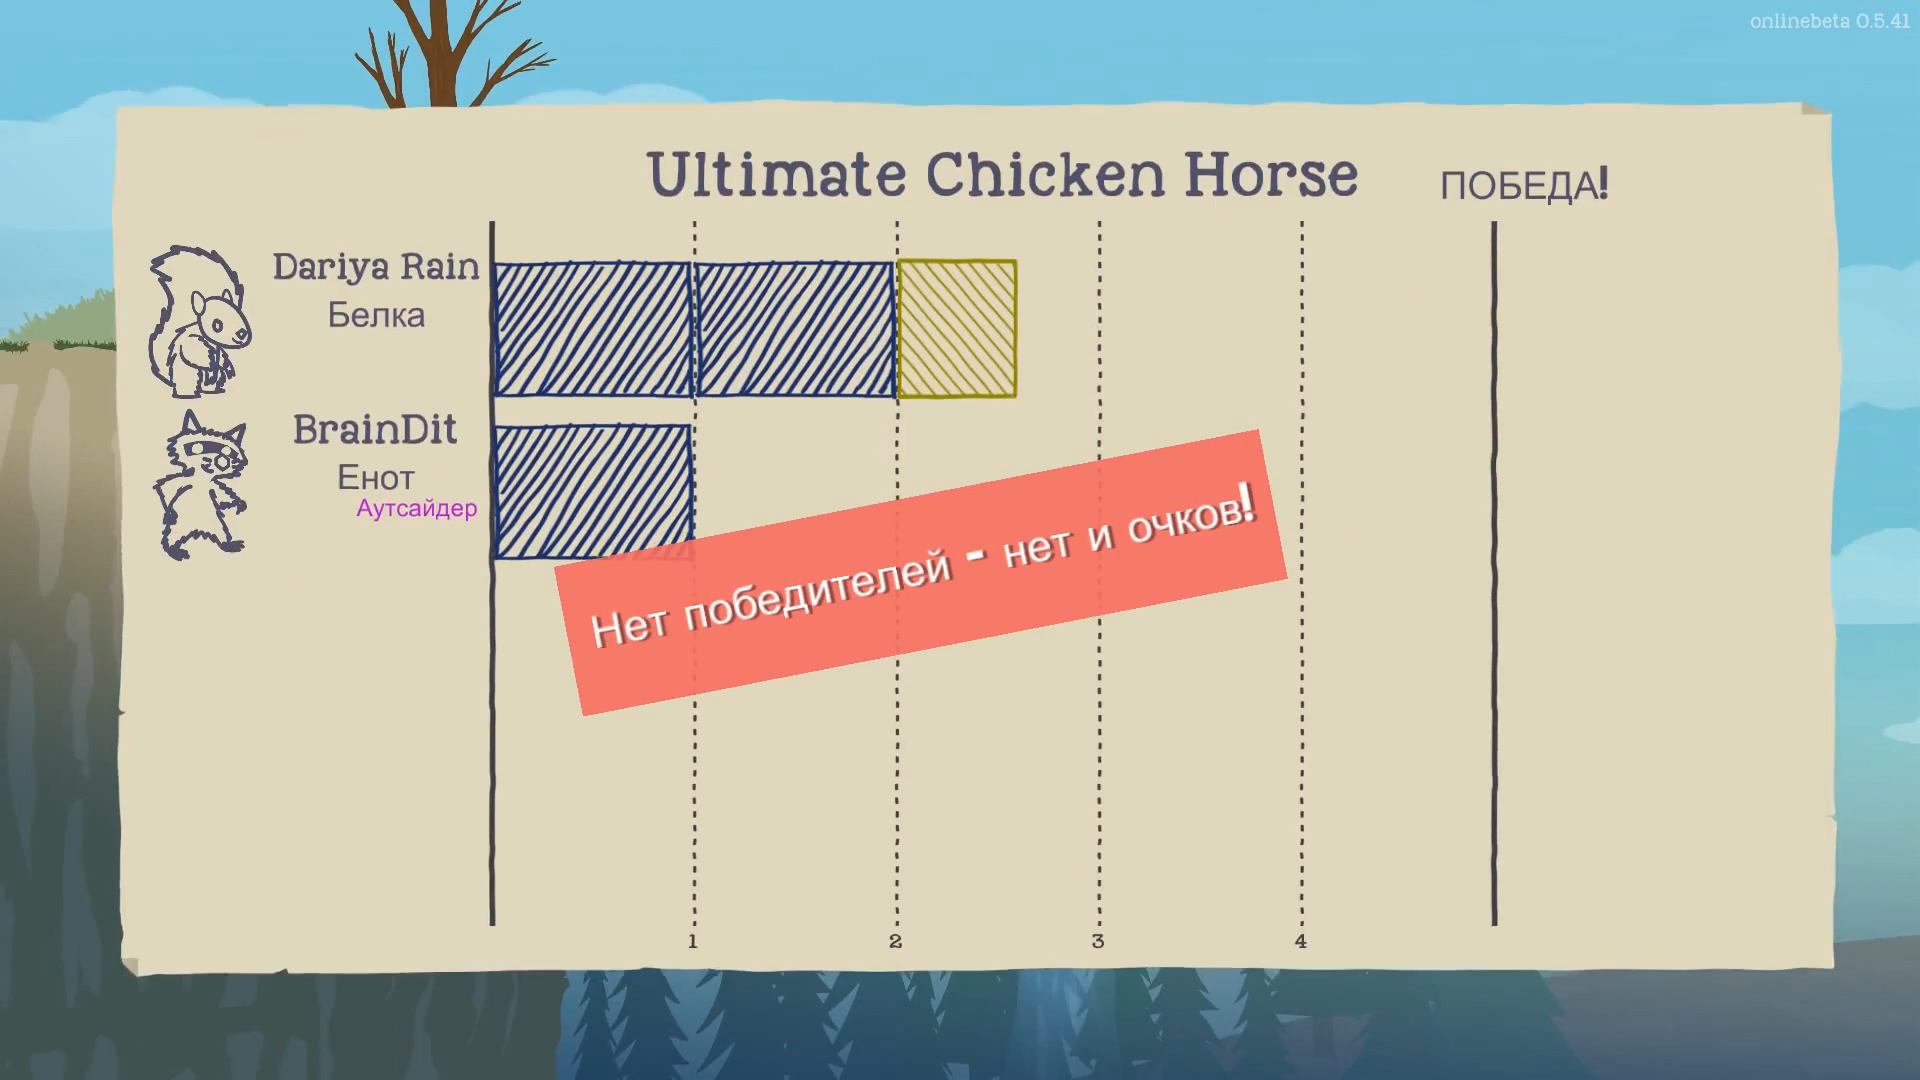 onlinebeta 0.5.41
Ultimate Chicken Horse
ПОБЕДА!
Dariya Rain
Белка
BrainDit
Енот
Аутсайдер
Нет победителей - нет и очков!
1
2
3
4